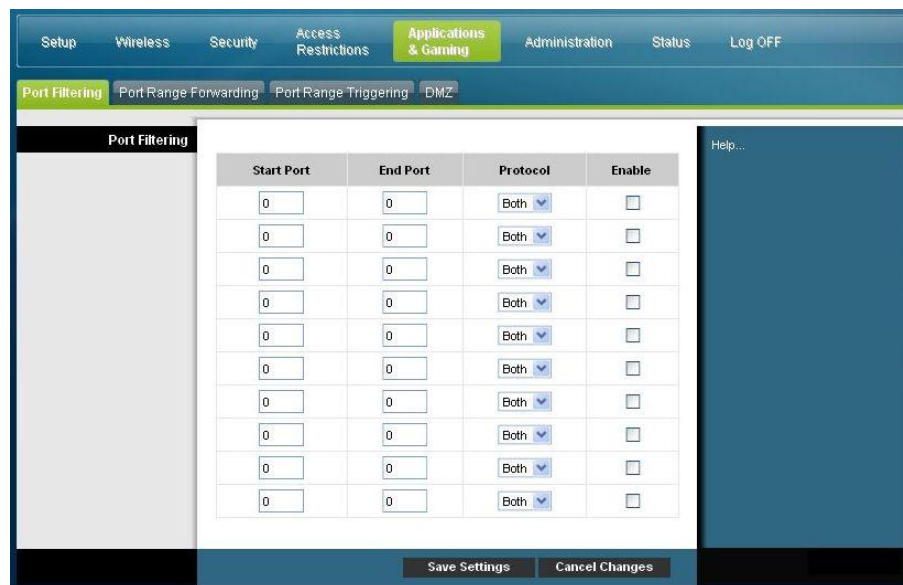 Setup Wireless Security Access Restrictions Applications & Gaming Administration Status Log OFF
Port Filtering Port Range Forwarding Port Range Triggering DMZ
Port Filtering
Help...
Start Port End Port Protocol Enable
0 0 Both
0 0 Both
0 0 Both
0 0 Both
0 0 Both
0 0 Both
0 0 Both
0 0 Both
0 0 Both
0 0 Both
Save Settings Cancel Changes